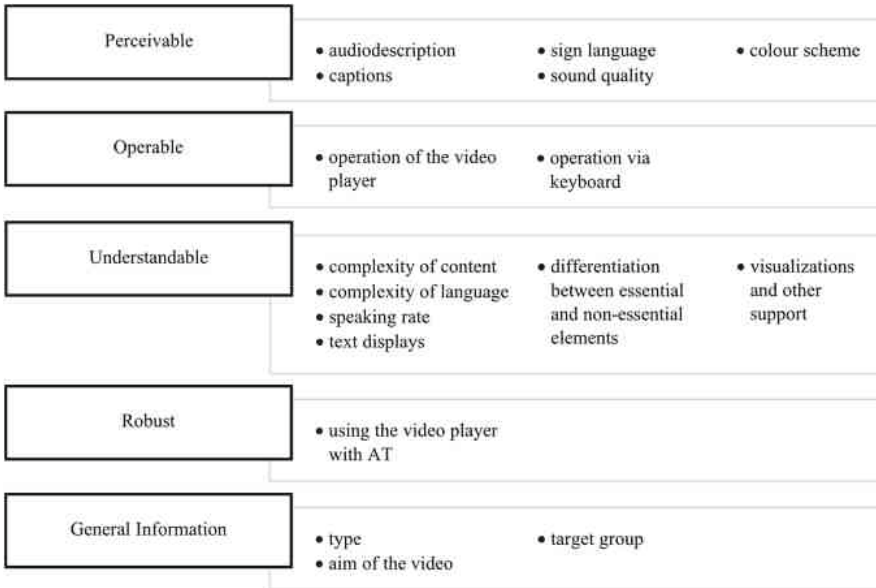 Perceivable
• audiodescription
• captions
• sign language
• sound quality
• colour scheme
Operable
• operation of the video
player
• operation via
keyboard
Understandable
• complexity of content
• complexity of language
• speaking rate
• text displays
• differentiation
between essential
and non-essential
elements
• visualizations
and other
support
Robust
• using the video player
with AT
General Information
• type
• aim of the video
• target group